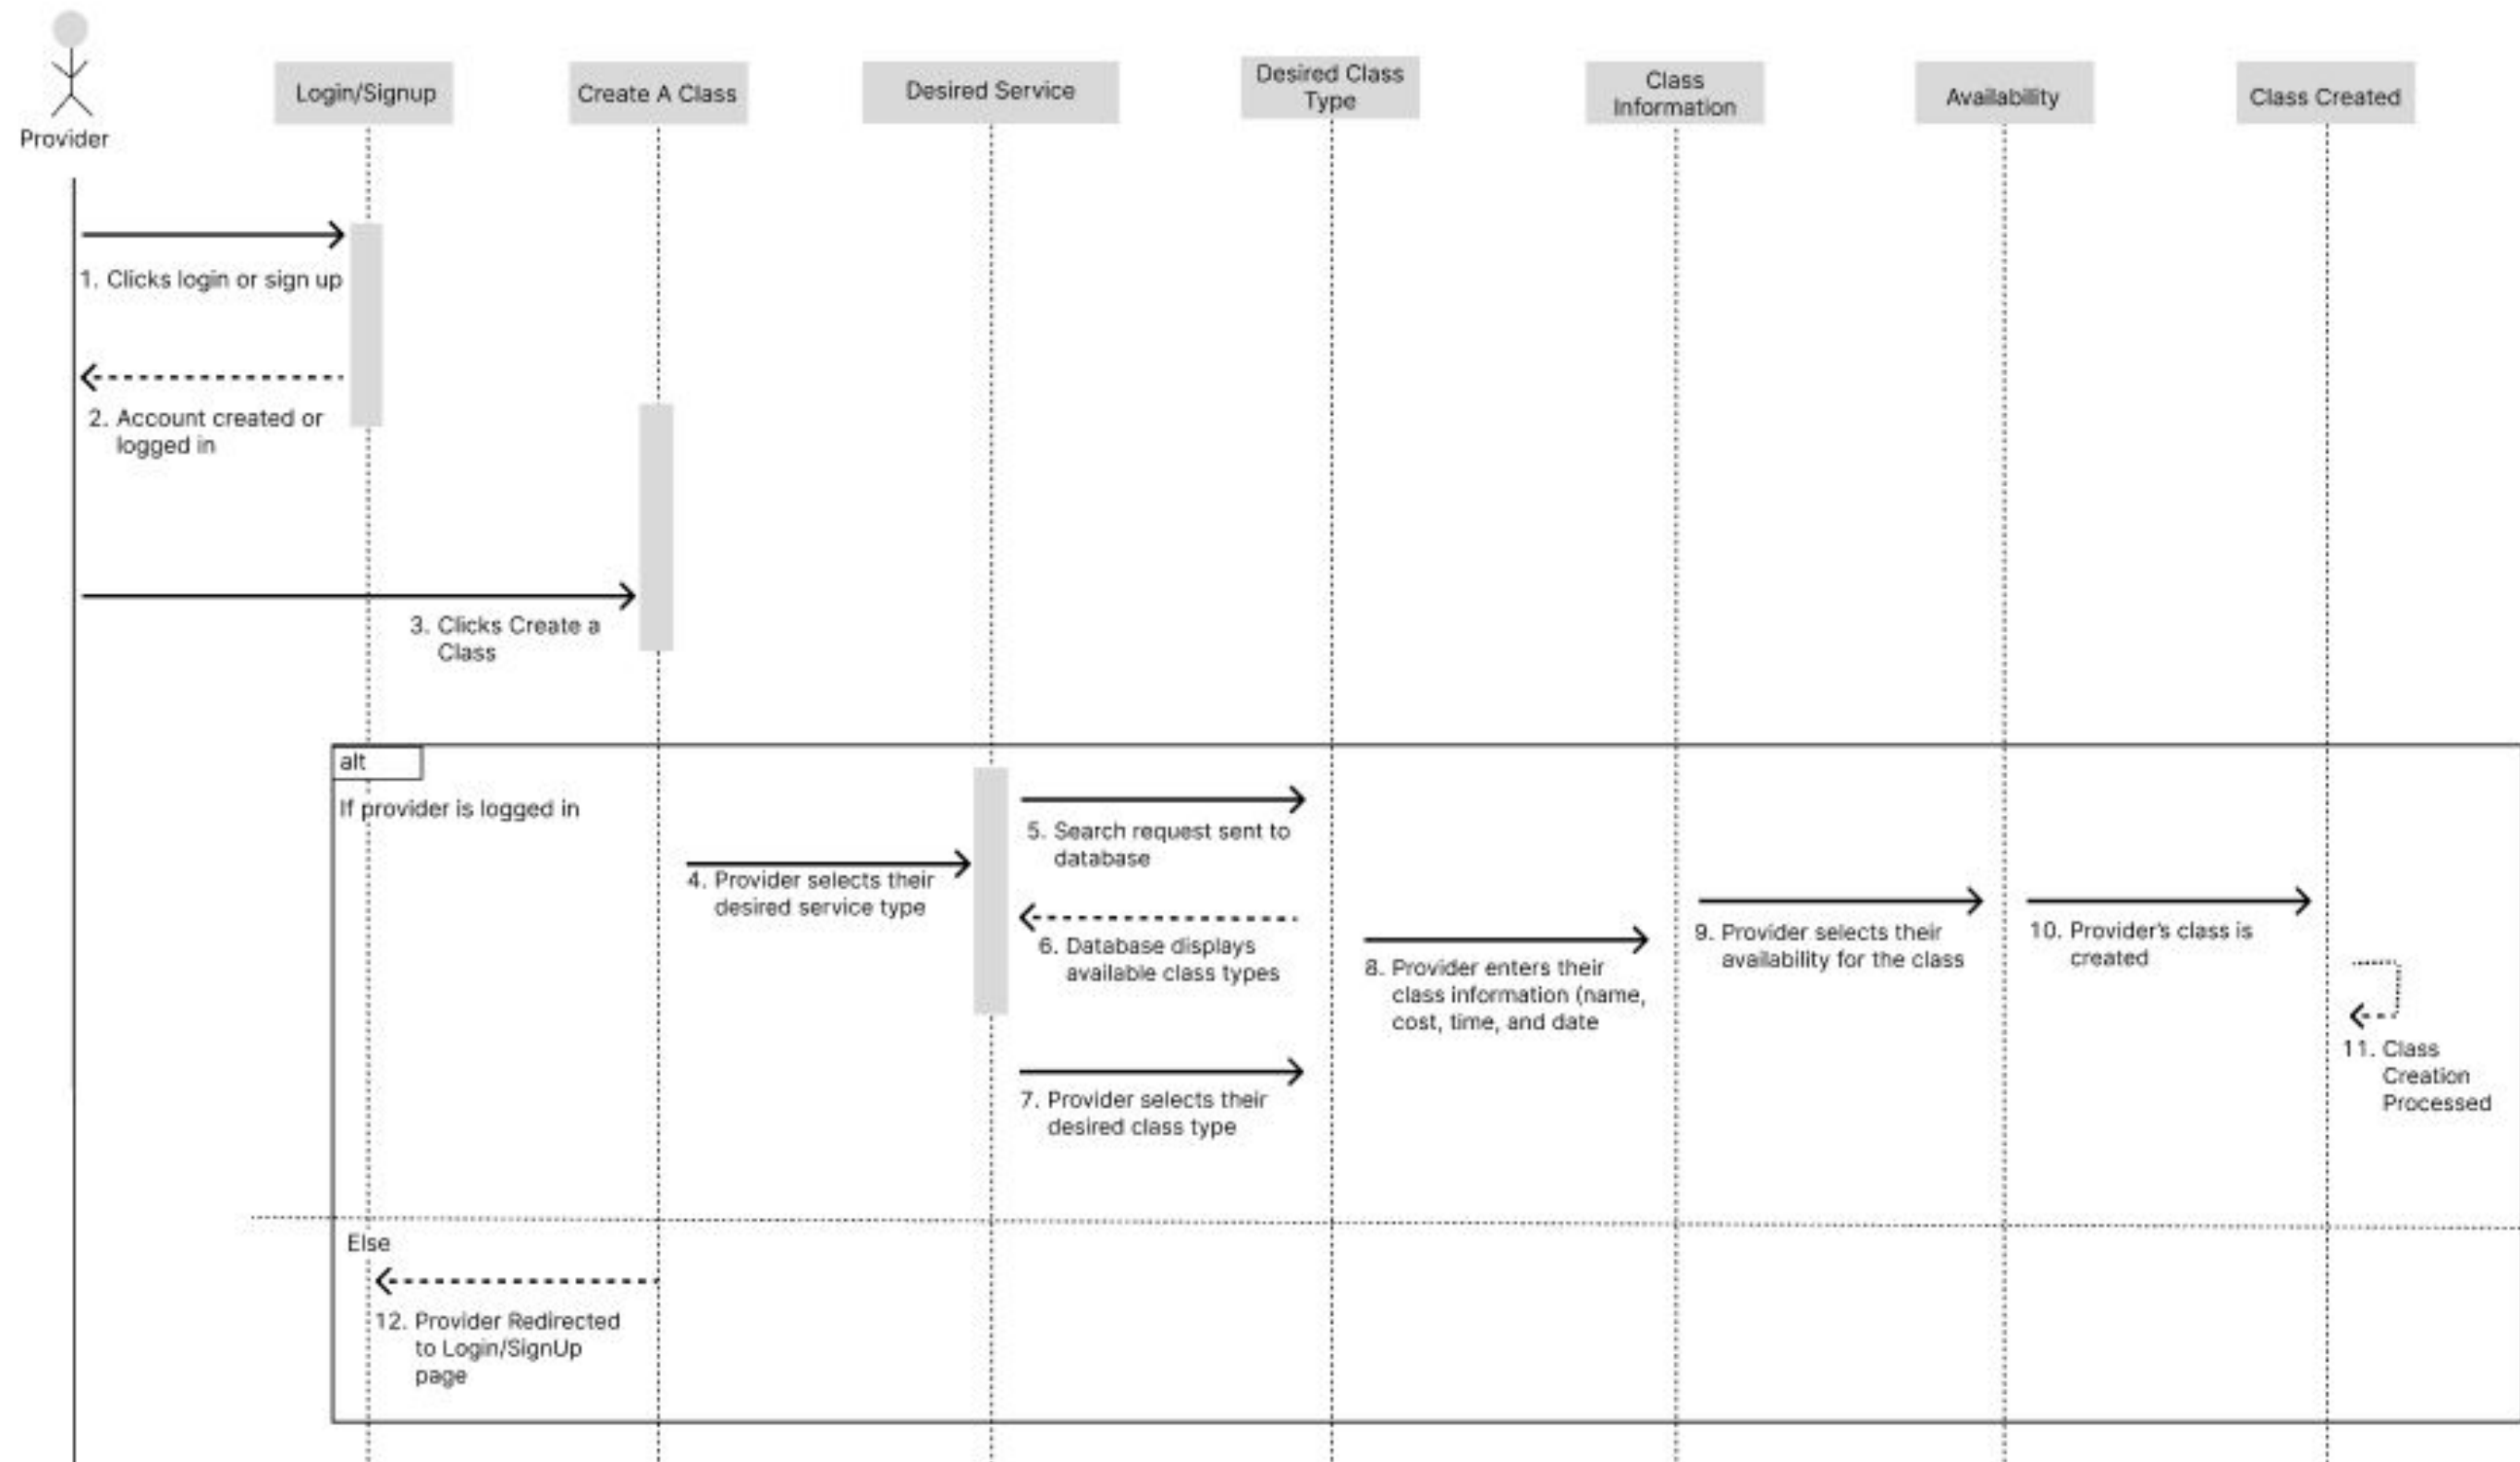 Provider
Login/Signup
Create A Class
Desired Service
Desired Class
Type
Class
Information
Availability
Class Created
1. Clicks login or sign up
2. Account created or
logged in
3. Clicks Create a
Class
alt
If provider is logged in
4. Provider selects their
desired service type
5. Search request sent to
database
6. Database displays
available class types
7. Provider selects their
desired class type
8. Provider enters their
class information (name,
cost, time, and date
9. Provider selects their
availability for the class
10. Provider's class is
created
11. Class
Creation
Processed
Else
12. Provider Redirected
to Login/SignUp
page